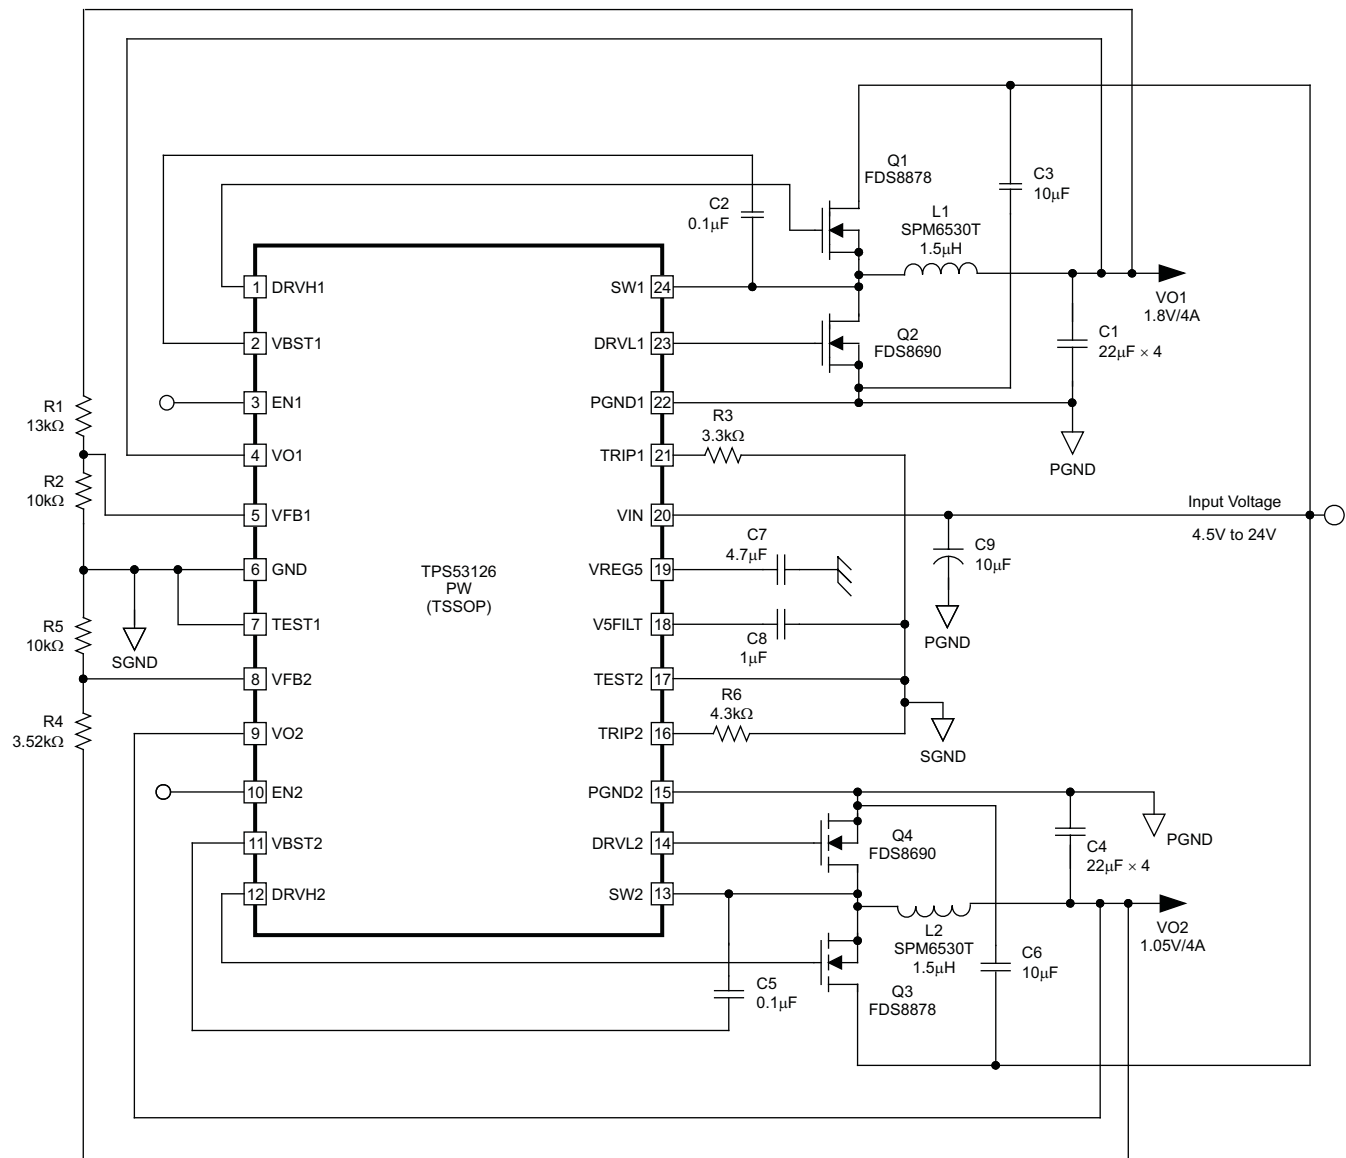 Q1
FDS8878
C3
10µF
C2
0.1µF
L1
SPM6530T
1.5µH
1 DRVH1
SW1 24
VO1
1.8V/4A
2 VBST1
DRVL1 23
Q2
FDS8690
C1
22µF × 4
R1
13kΩ
3 EN1
PGND1 22
R3
3.3kΩ
4 VO1
TRIP1 21
PGND
R2
10kΩ
5 VFB1
VIN 20
Input Voltage
4.5V to 24V
C7
4.7µF
C9
10µF
6 GND
TPS53126
PW
(TSSOP)
VREG5 19
R5
10kΩ
SGND
7 TEST1
V5FILT 18
C8
1µF
PGND
8 VFB2
TEST2 17
R4
3.52kΩ
9 VO2
TRIP2 16
R6
4.3kΩ
SGND
10 EN2
PGND2 15
PGND
11 VBST2
DRVL2 14
Q4
FDS8690
C4
22µF × 4
12 DRVH2
SW2 13
L2
SPM6530T
1.5µH
VO2
1.05V/4A
C5
0.1µF
Q3
FDS8878
C6
10µF